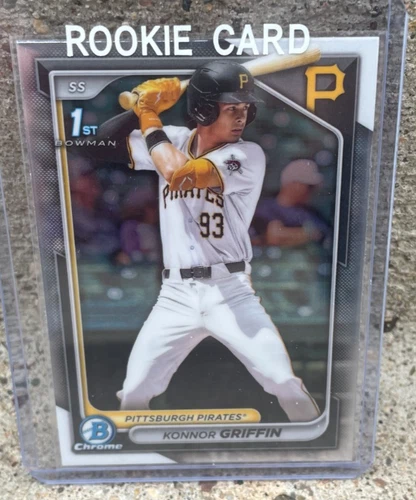 ROOKIE CARD
SS
P
1ST
BOWMAN
P
PIRATES
93
PITTSBURGH PIRATES®
B
Chrome
KONNOR GRIFFIN